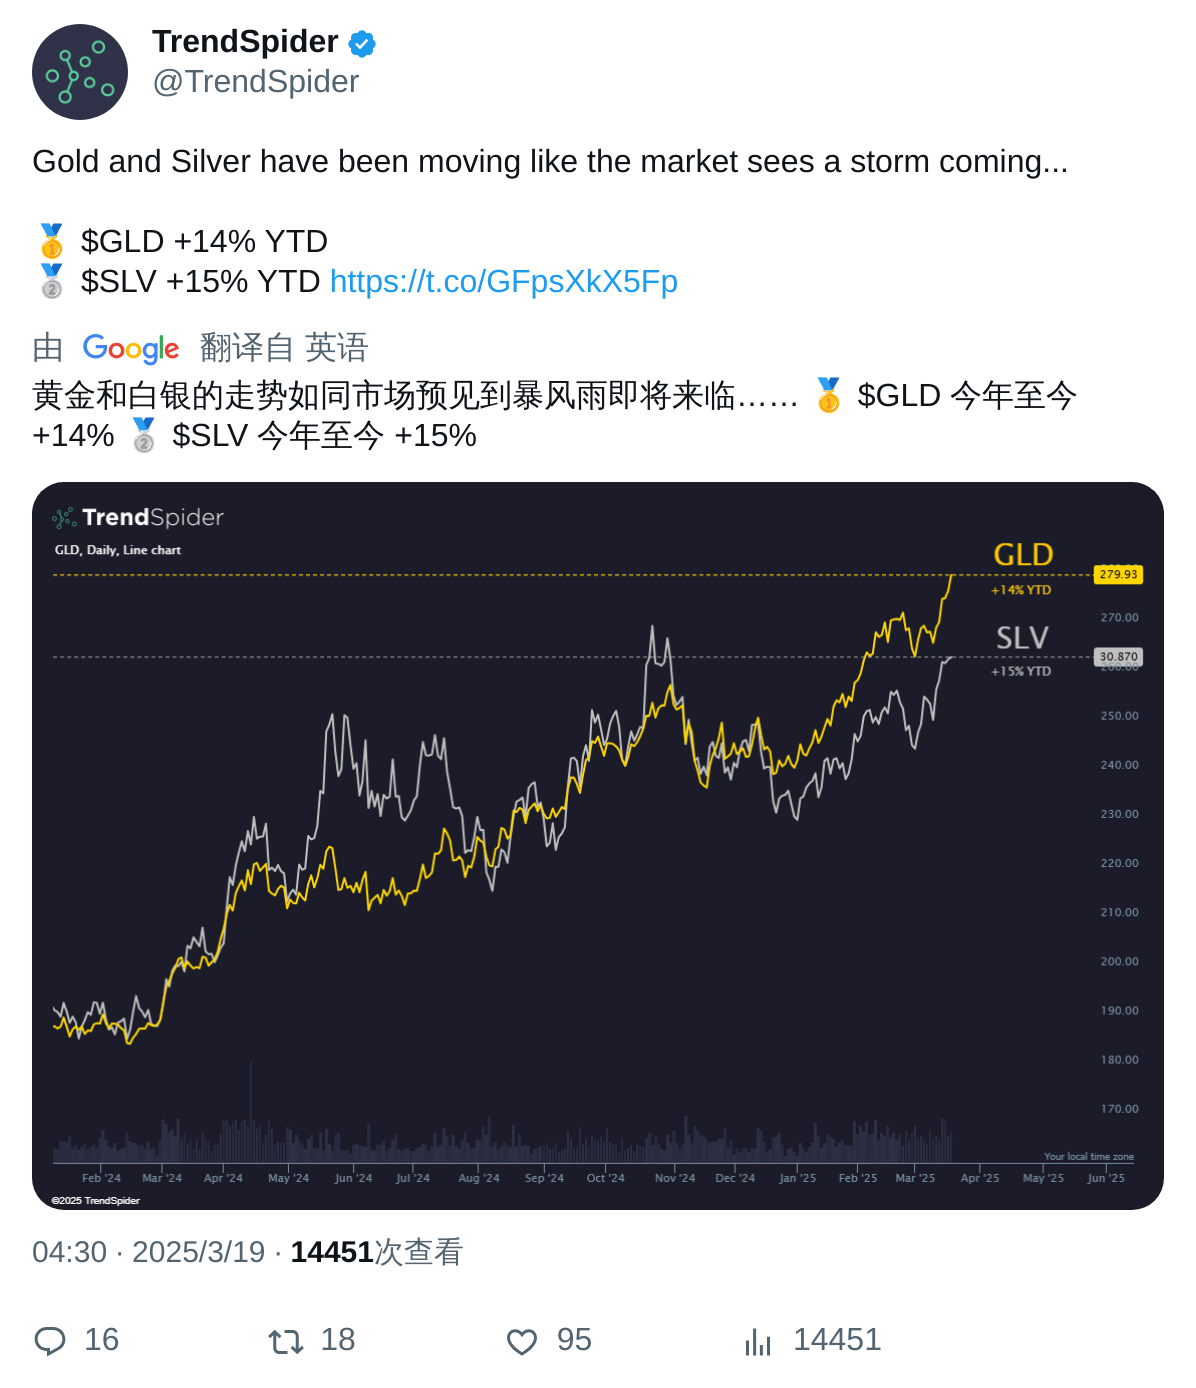 TrendSpider
@TrendSpider
Gold and Silver have been moving like the market sees a storm coming...
🥇 $GLD +14% YTD
🥈 $SLV +15% YTD https://t.co/GFpsXkX5Fp
由 Google 翻译自 英语
黄金和白银的走势如同市场预见到暴风雨即将来临…… 🥇 $GLD 今年至今
+14% 🥈 $SLV 今年至今 +15%
TrendSpider
GLD, Daily, Line chart
GLD
279.93
+14% YTD
270.00
SLV
30.870
260.00
+15% YTD
250.00
240.00
230.00
220.00
210.00
200.00
190.00
180.00
170.00
Your local time zone
Feb '24 Mar '24 Apr '24 May '24 Jun '24 Jul '24 Aug '24 Sep '24 Oct '24 Nov '24 Dec '24 Jan '25 Feb '25 Mar '25 Apr '25 May '25 Jun '25
©2025 TrendSpider
04:30 · 2025/3/19 · 14451次查看
16 18 95 14451